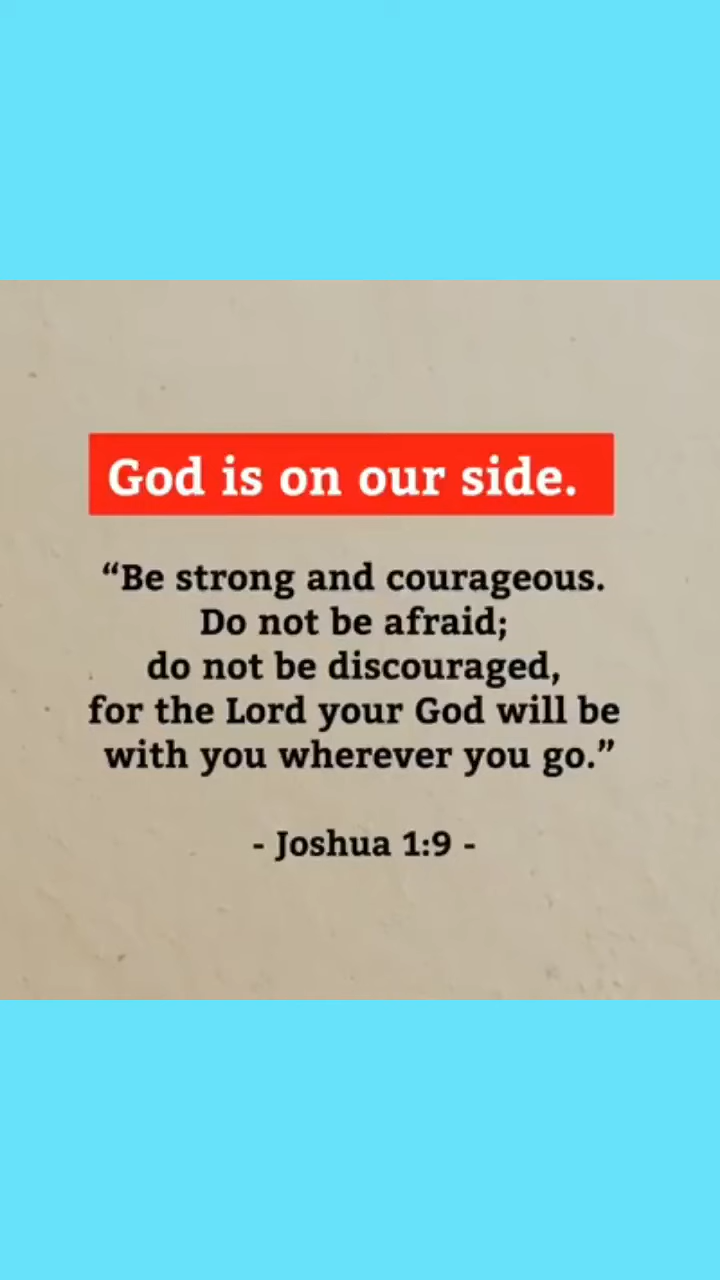 God is on our side.
“Be strong and courageous.
Do not be afraid;
do not be discouraged,
for the Lord your God will be
with you wherever you go.”
- Joshua 1:9 -